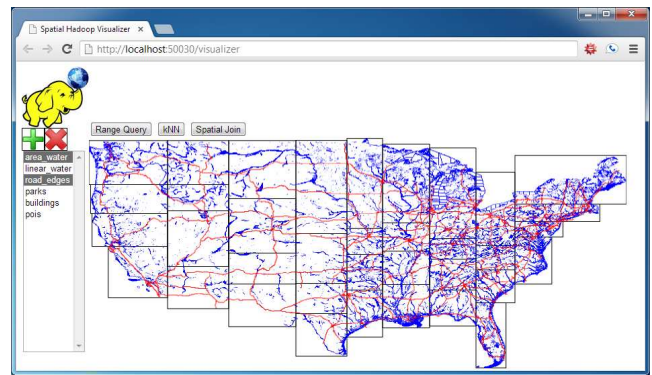 Spatial Hadoop Visualizer
http://localhost:50030/visualizer
Range Query kNN Spatial Join
area_water
linear_water
road_edges
parks
buildings
pois